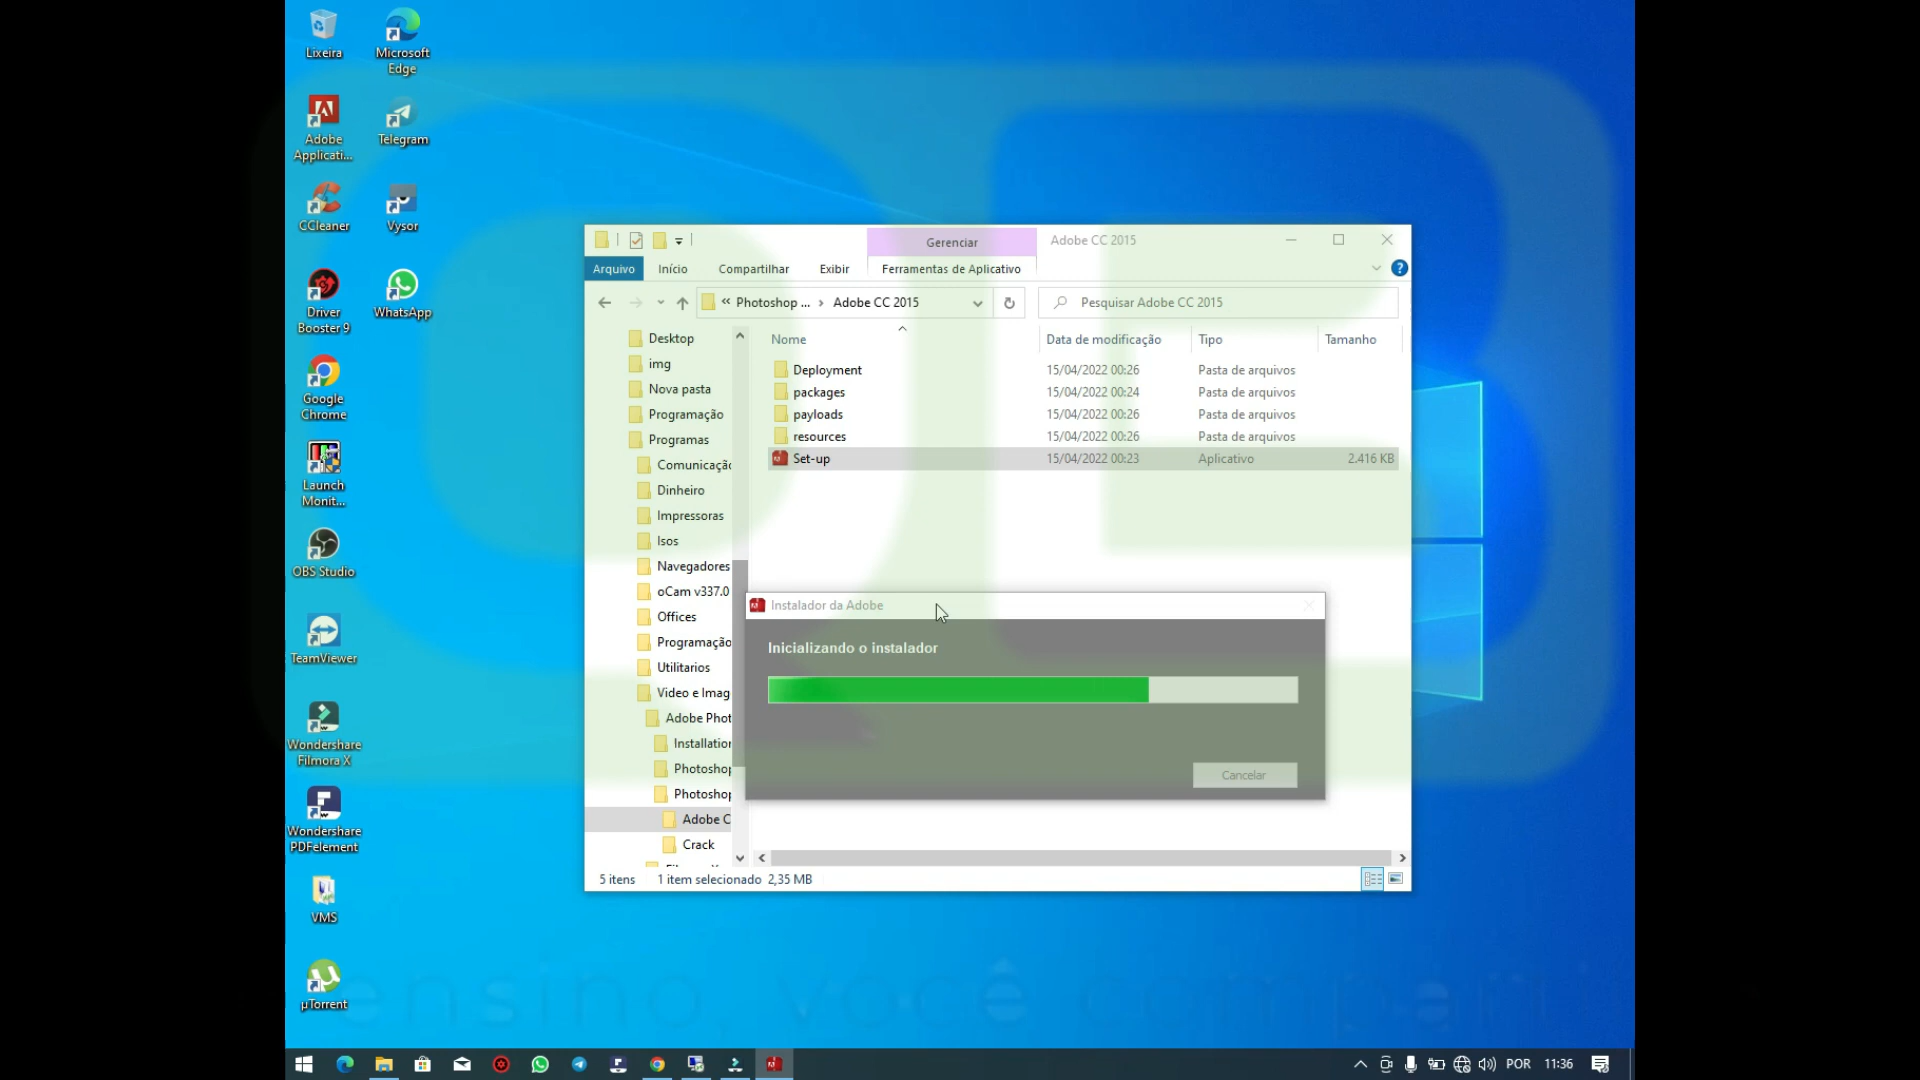 Lixeira
Microsoft
Edge
Adobe
Applicati...
Telegram
CCleaner
Vysor
Driver
Booster 9
WhatsApp
Google
Chrome
Launch
Monit...
OBS Studio
TeamViewer
Wondershare
Filmora X
Wondershare
PDFelement
VMS
µTorrent
Gerenciar
Adobe CC 2015
Arquivo
Início
Compartilhar
Exibir
Ferramentas de Aplicativo
« Photoshop ... › Adobe CC 2015
Pesquisar Adobe CC 2015
Desktop
img
Nova pasta
Programação
Programas
Comunicaçã
Dinheiro
Impressoras
Isos
Navegadores
oCam v337.0
Offices
Programação
Utilitarios
Video e Imag
Adobe Phot
Installation
Photoshop
Photoshop
Adobe C
Crack
Nome Data de modificação Tipo Tamanho
Deployment 15/04/2022 00:26 Pasta de arquivos
packages 15/04/2022 00:24 Pasta de arquivos
payloads 15/04/2022 00:26 Pasta de arquivos
resources 15/04/2022 00:26 Pasta de arquivos
Set-up 15/04/2022 00:23 Aplicativo 2.416 KB
Instalador da Adobe
Inicializando o instalador
Cancelar
5 itens 1 item selecionado 2,35 MB
ensino, você
POR 11:36